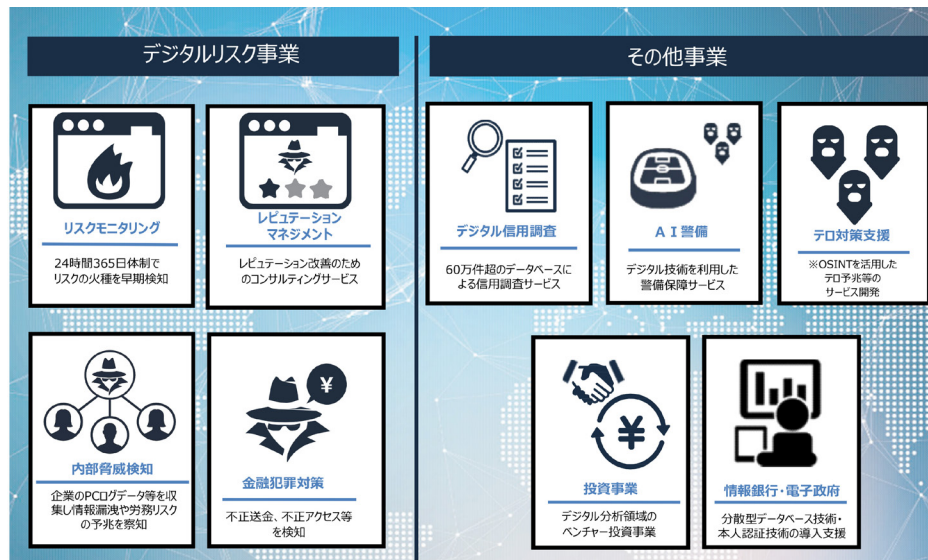 デジタルリスク事業
リスクモニタリング
24時間365日体制で
リスクの火種を早期検知
レピュテーション
マネジメント
レピュテーション改善のため
のコンサルティングサービス
内部脅威検知
企業のPCログデータ等を収
集し情報漏洩や労務リスク
の予兆を察知
¥
金融犯罪対策
不正送金、不正アクセス等
を検知
その他事業
デジタル信用調査
60万件超のデータベースに
よる信用調査サービス
ＡＩ警備
デジタル技術を利用した
警備保障サービス
テロ対策支援
※OSINTを活用した
テロ予兆等の
サービス開発
¥
投資事業
デジタル分析領域の
ベンチャー投資事業
情報銀行・電子政府
分散型データベース技術・
本人認証技術の導入支援